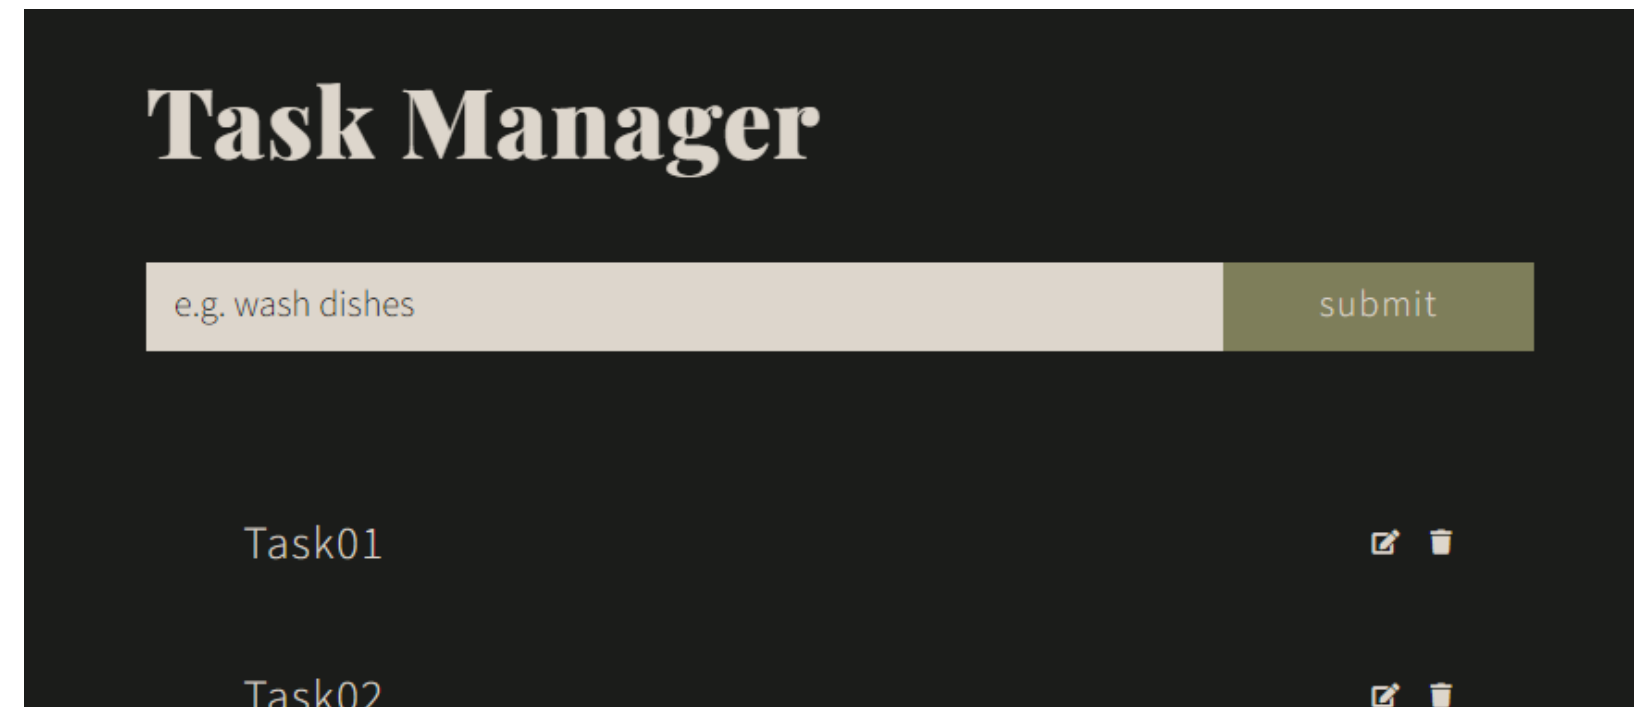 Task Manager
e.g. wash dishes
submit
Task01
Task02